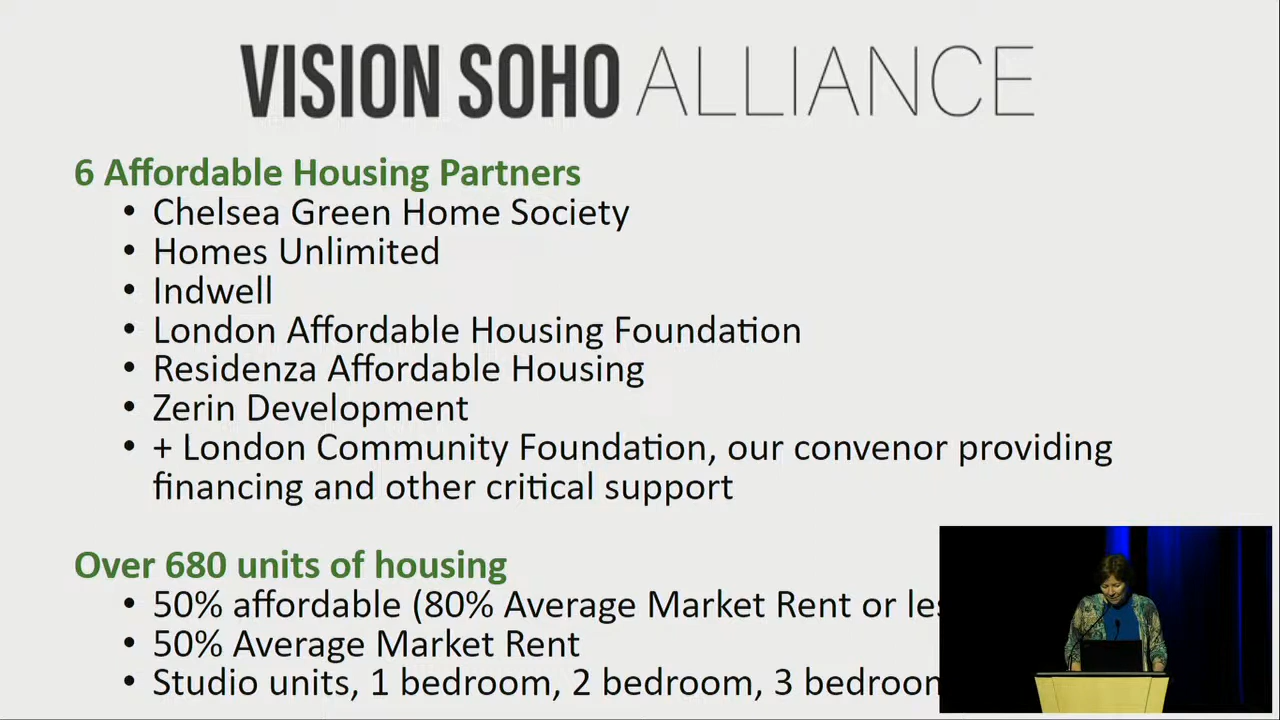 VISION SOHO ALLIANCE
6 Affordable Housing Partners
• Chelsea Green Home Society
• Homes Unlimited
• Indwell
• London Affordable Housing Foundation
• Residenza Affordable Housing
• Zerin Development
• + London Community Foundation, our convenor providing
financing and other critical support
Over 680 units of housing
• 50% affordable (80% Average Market Rent or
• 50% Average Market Rent
• Studio units, 1 bedroom, 2 bedroom, 3